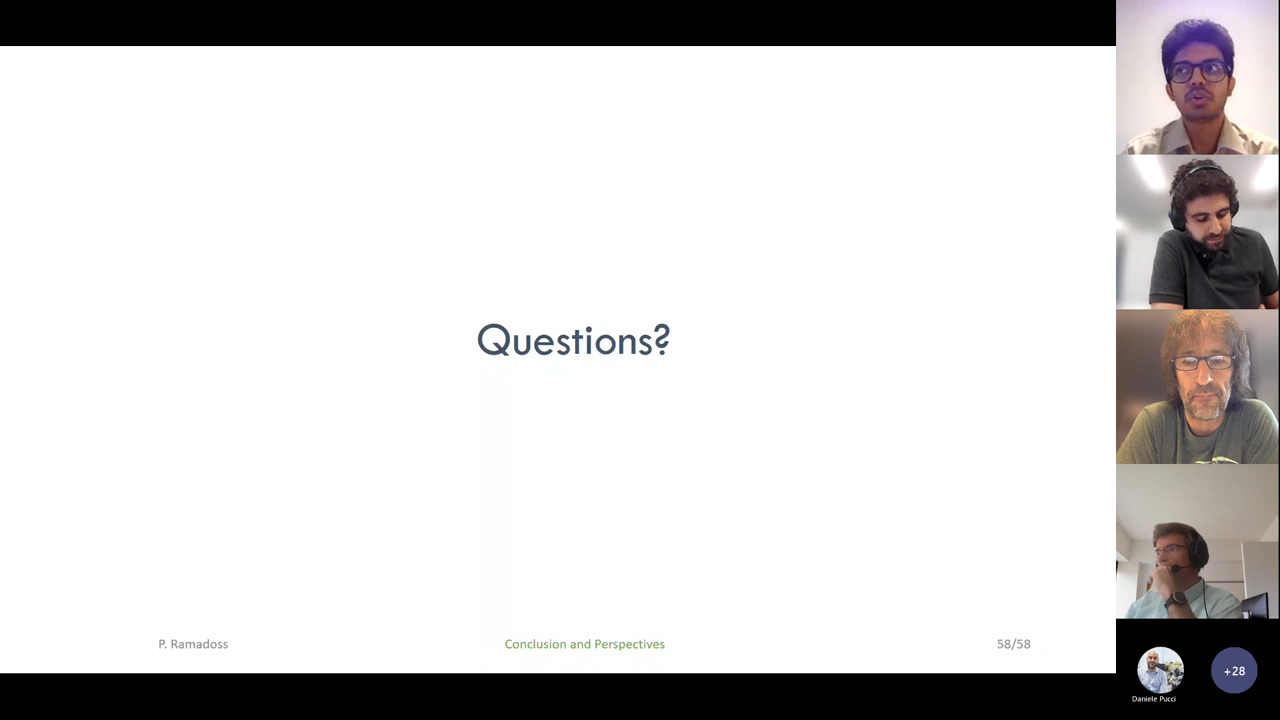 Questions?
P. Ramadoss
Conclusion and Perspectives
58/58
Daniele Pucci
+28